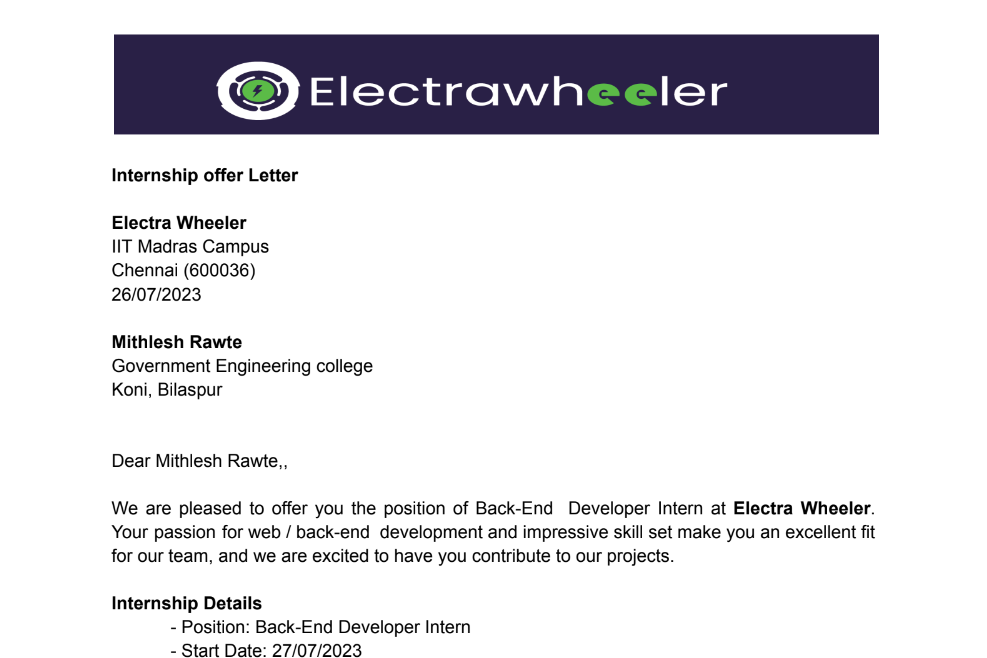 Electrawheeler
Internship offer Letter
Electra Wheeler
IIT Madras Campus
Chennai (600036)
26/07/2023
Mithlesh Rawte
Government Engineering college
Koni, Bilaspur
Dear Mithlesh Rawte,,
We are pleased to offer you the position of Back-End  Developer Intern at Electra Wheeler.
Your passion for web / back-end  development and impressive skill set make you an excellent fit
for our team, and we are excited to have you contribute to our projects.
Internship Details
- Position: Back-End Developer Intern
- Start Date: 27/07/2023